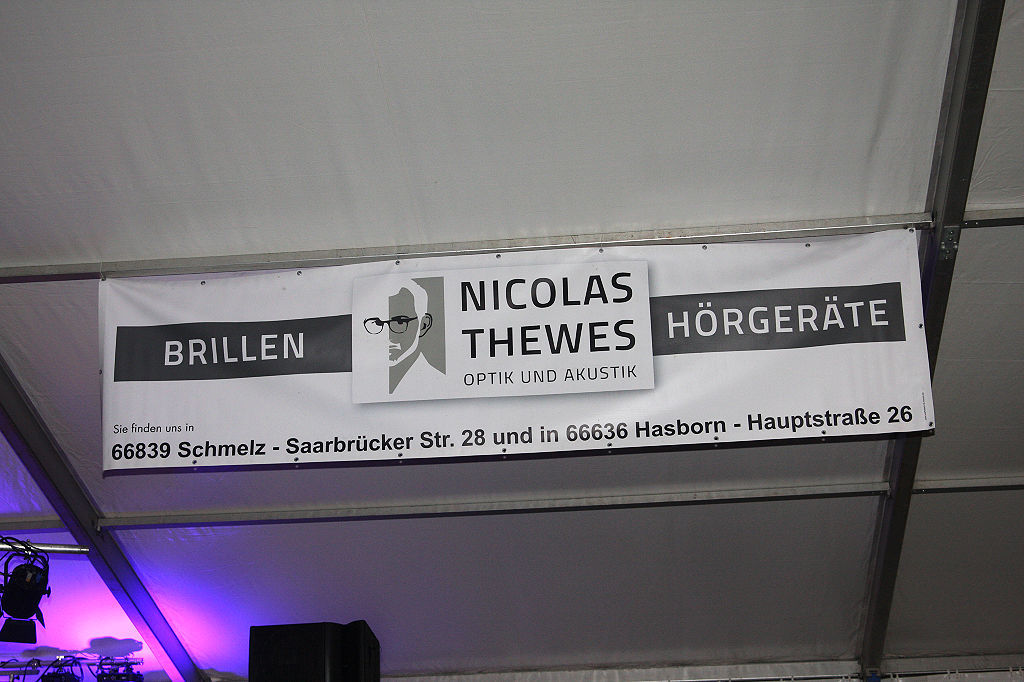 BRILLEN
NICOLAS
THEWES
OPTIK UND AKUSTIK
HÖRGERÄTE
Sie finden uns in
66839 Schmelz - Saarbrücker Str. 28 und in 66636 Hasborn - Hauptstraße 26